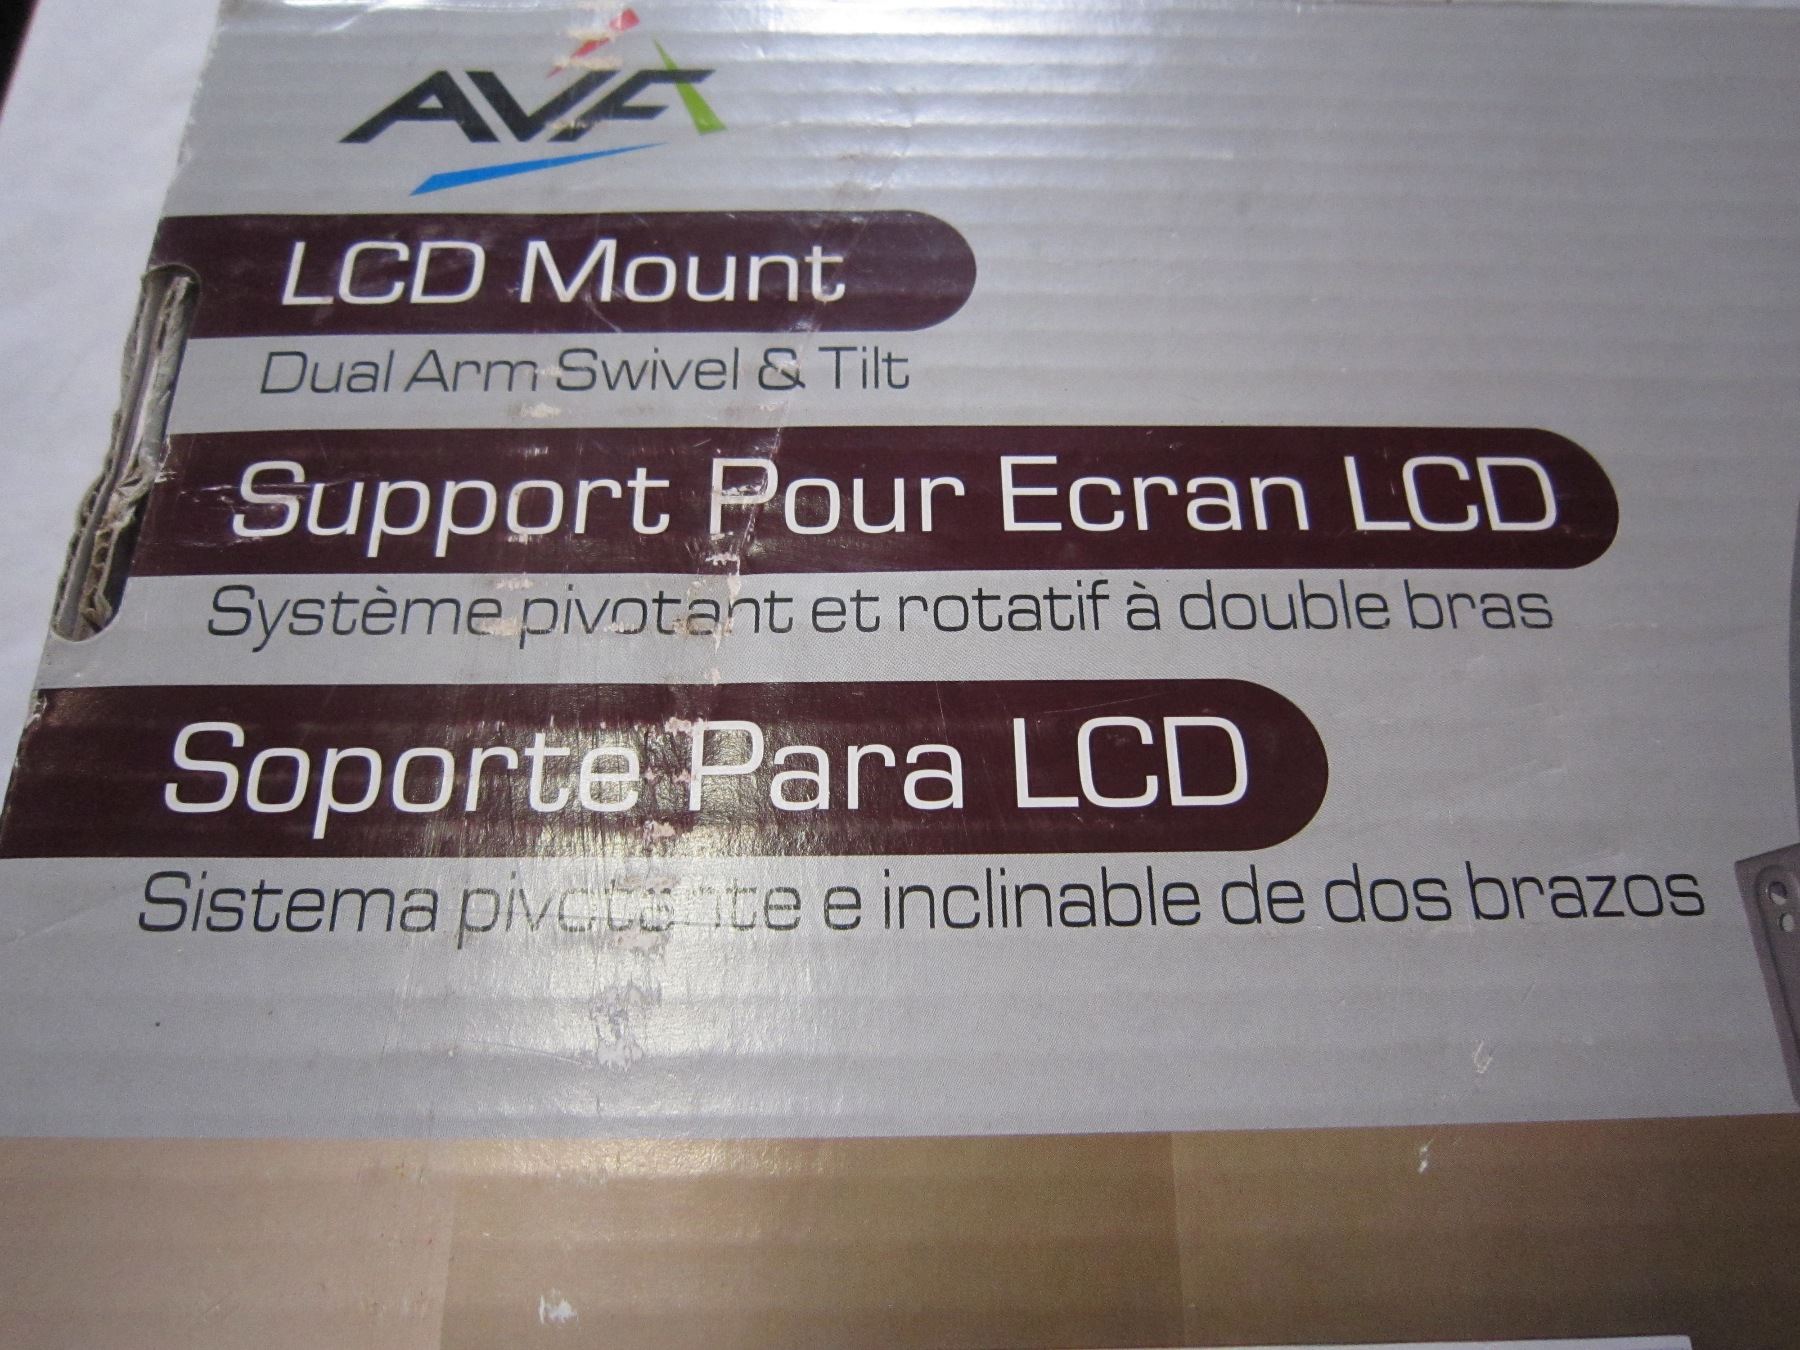 AVF
LCD Mount
Dual Arm Swivel & Tilt
Support Pour Ecran LCD
Système pivotant et rotatif à double bras
Soporte Para LCD
Sistema pivotante e inclinable de dos brazos